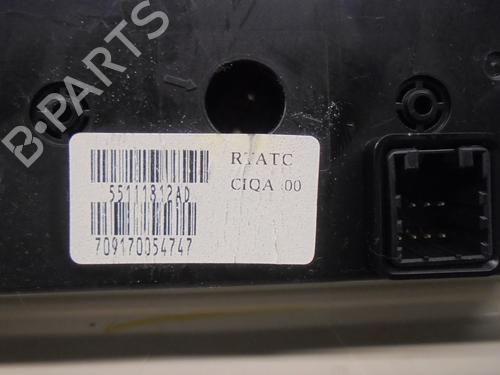 B-PARTS
RTATC
55111812AD
CIQA 00
709170054747